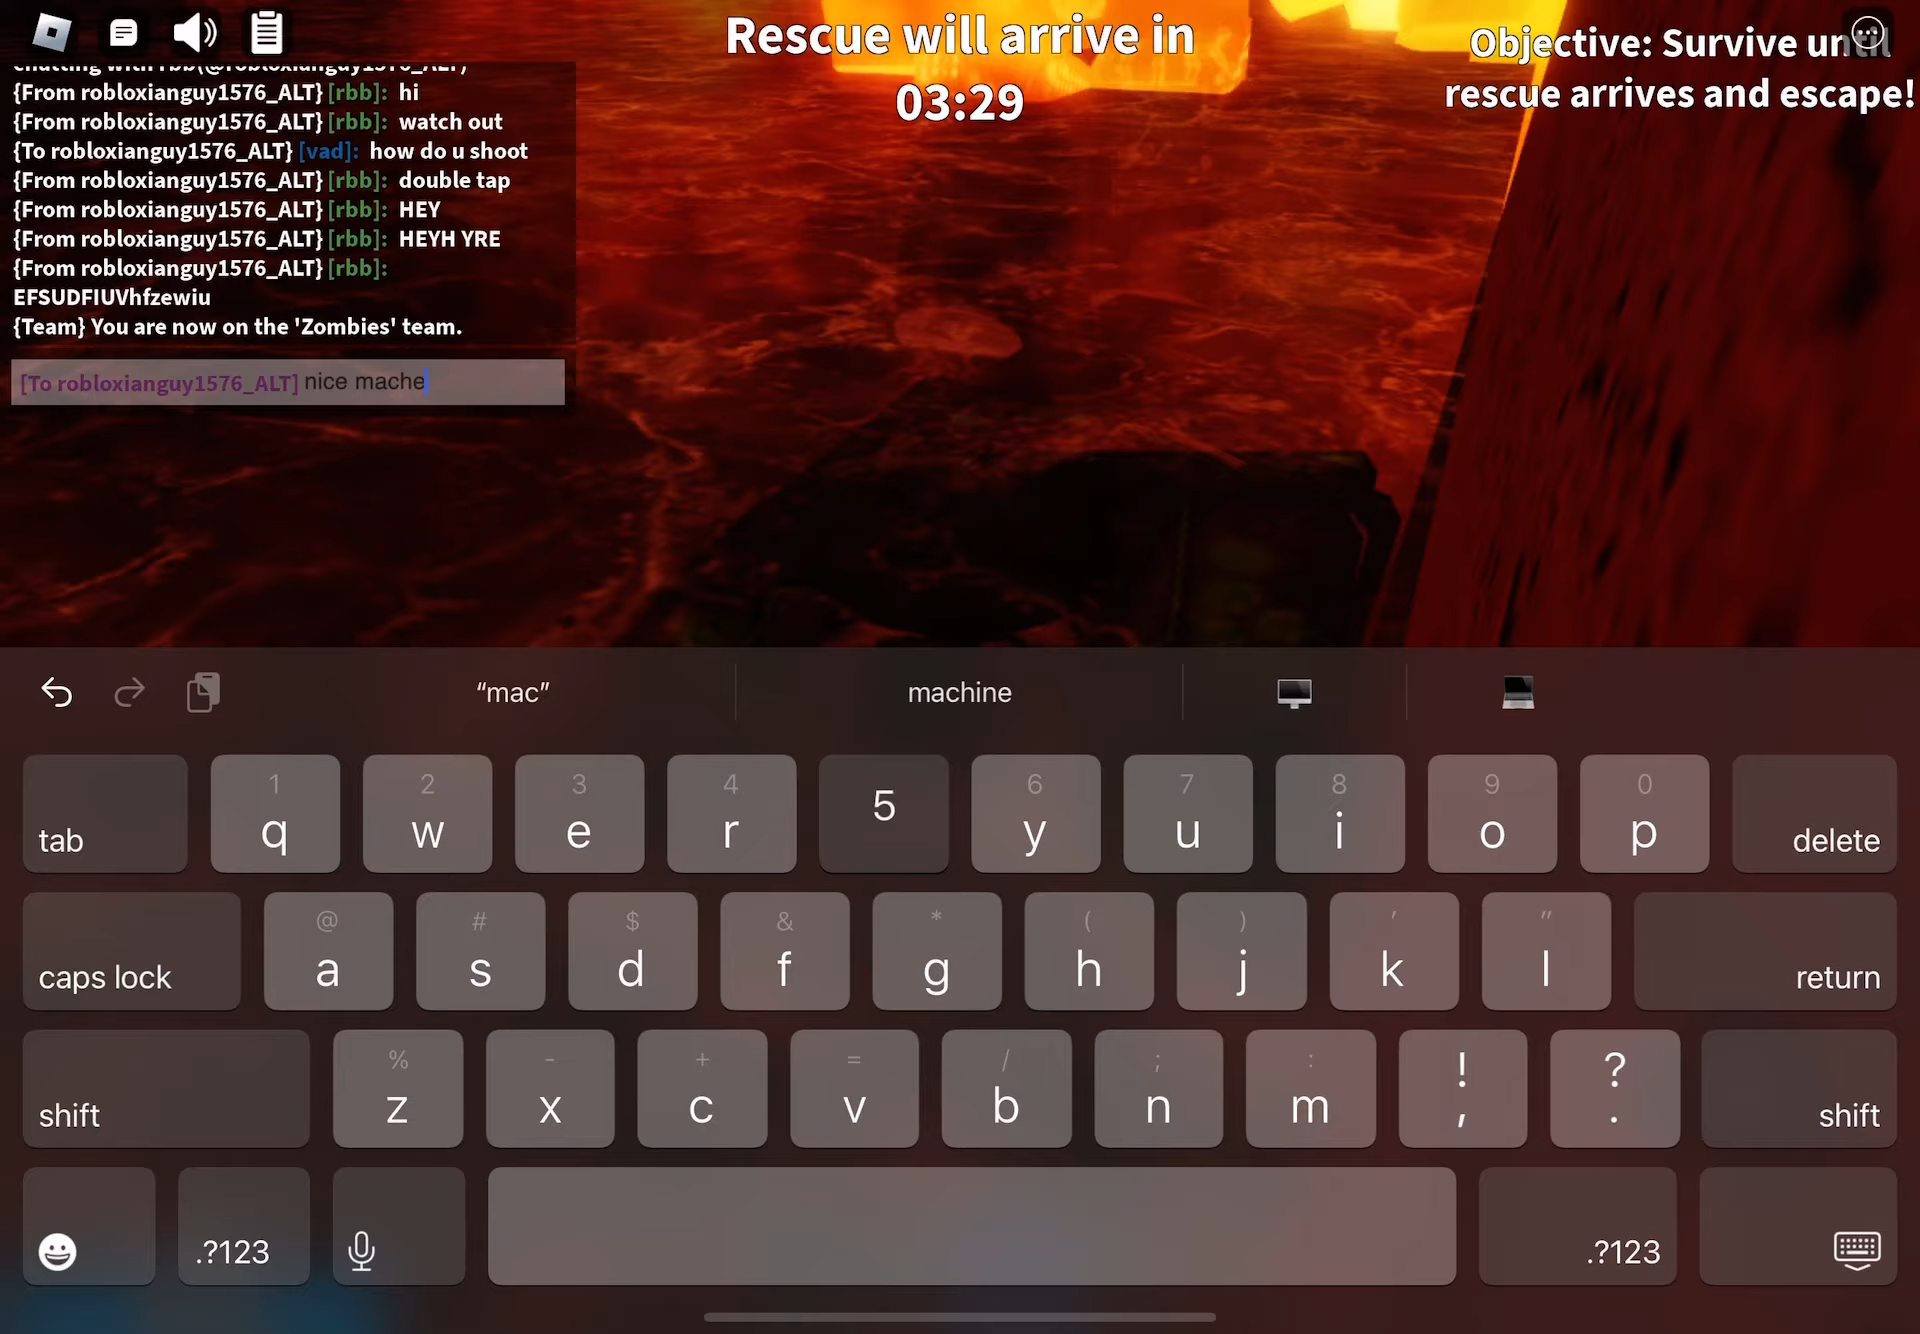 Rescue will arrive in
03:29
Objective: Survive until
rescue arrives and escape!
chatting with rbb(@robloxianguy1576_ALT)
{From robloxianguy1576_ALT} [rbb]: hi
{From robloxianguy1576_ALT} [rbb]: watch out
{To robloxianguy1576_ALT} [vad]: how do u shoot
{From robloxianguy1576_ALT} [rbb]: double tap
{From robloxianguy1576_ALT} [rbb]: HEY
{From robloxianguy1576_ALT} [rbb]: HEYH YRE
{From robloxianguy1576_ALT} [rbb]:
EFSUDFIUVhfzewiu
{Team} You are now on the 'Zombies' team.
[To robloxianguy1576_ALT] nice mache
“mac” machine
1 2 3 4 5 6 7 8 9 0
tab q w e r y u i o p delete
@ # $ & * ( ) ' "
caps lock a s d f g h j k l return
% - + = / ; : ! ?
shift z x c v b n m , . shift
.?123 .?123